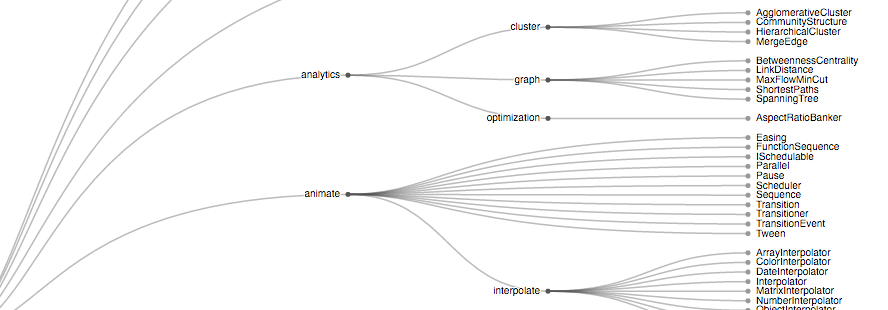 analytics
cluster
AgglomerativeCluster
CommunityStructure
HierarchicalCluster
MergeEdge
graph
BetweennessCentrality
LinkDistance
MaxFlowMinCut
ShortestPaths
SpanningTree
optimization
AspectRatioBanker
animate
Easing
FunctionSequence
ISchedulable
Parallel
Pause
Scheduler
Sequence
Transition
Transitioner
TransitionEvent
Tween
interpolate
ArrayInterpolator
ColorInterpolator
DateInterpolator
Interpolator
MatrixInterpolator
NumberInterpolator
ObjectInterpolator